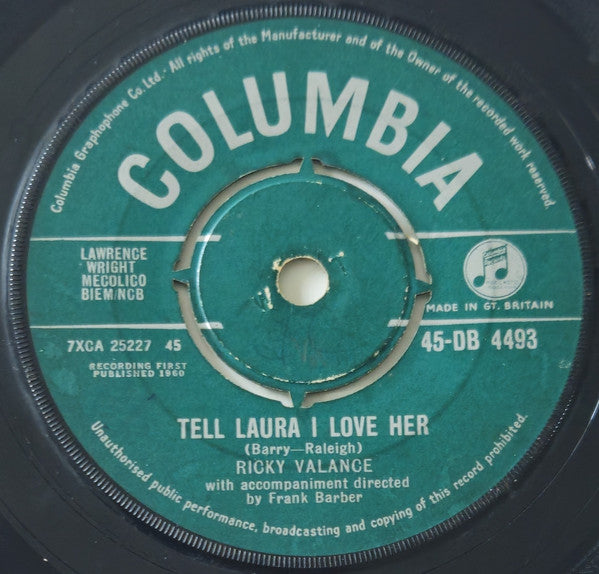 Columbia Graphophone Co. Ltd. · All rights of the Manufacturer and of the Owner of the recorded work reserved.
COLUMBIA
LAWRENCE
WRIGHT
MECOLICO
BIEM/NCB
MADE IN GT. BRITAIN
7XCA 25227 45
45-DB 4493
RECORDING FIRST
PUBLISHED 1960
TELL LAURA I LOVE HER
(Barry—Raleigh)
RICKY VALANCE
with accompaniment directed
by Frank Barber
Unauthorised public performance, broadcasting and copying of this record prohibited.